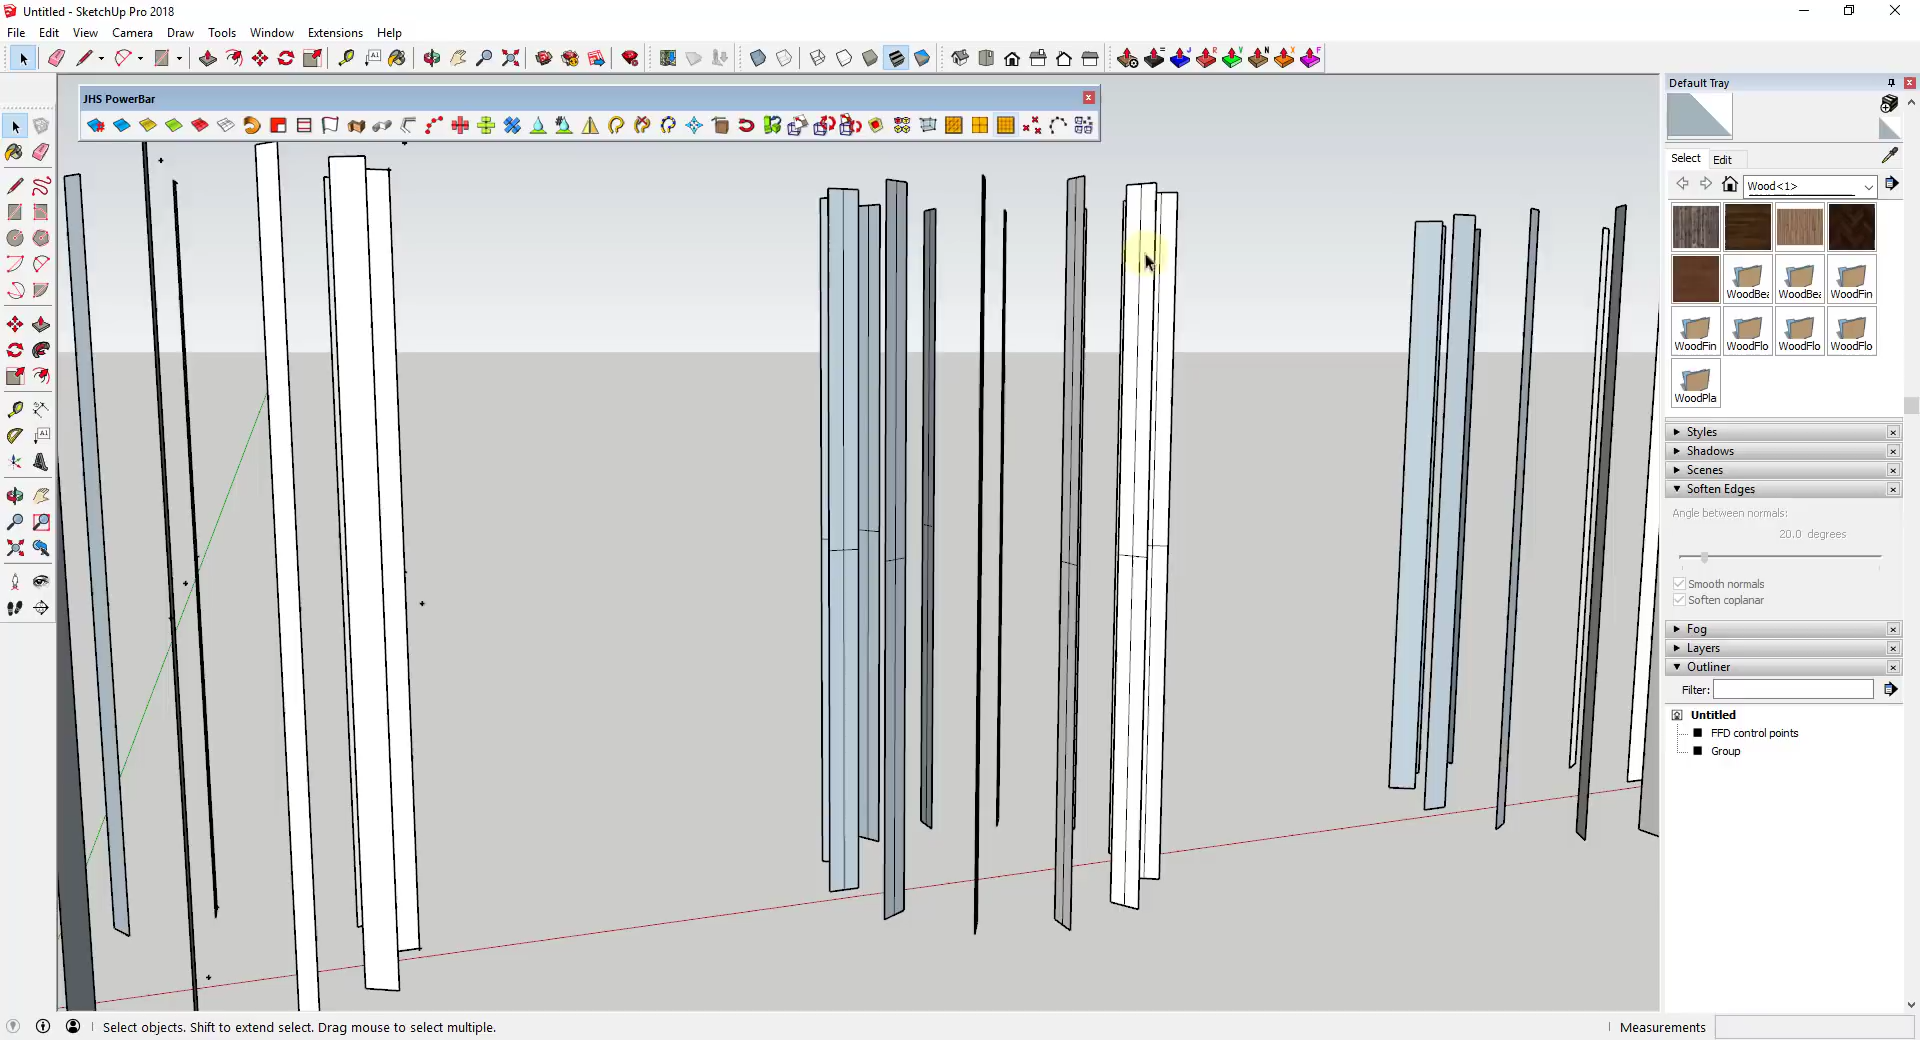 Untitled - SketchUp Pro 2018
File Edit View Camera Draw Tools Window Extensions Help
JHS PowerBar
Default Tray
Select Edit
Wood<1>
WoodBea WoodBea WoodFin
WoodFin WoodFlo WoodFlo WoodFlo
WoodPla
Styles
Shadows
Scenes
Soften Edges
Angle between normals:
20.0 degrees
Smooth normals
Soften coplanar
Fog
Layers
Outliner
Filter:
Untitled
FFD control points
Group
Select objects. Shift to extend select. Drag mouse to select multiple.
Measurements